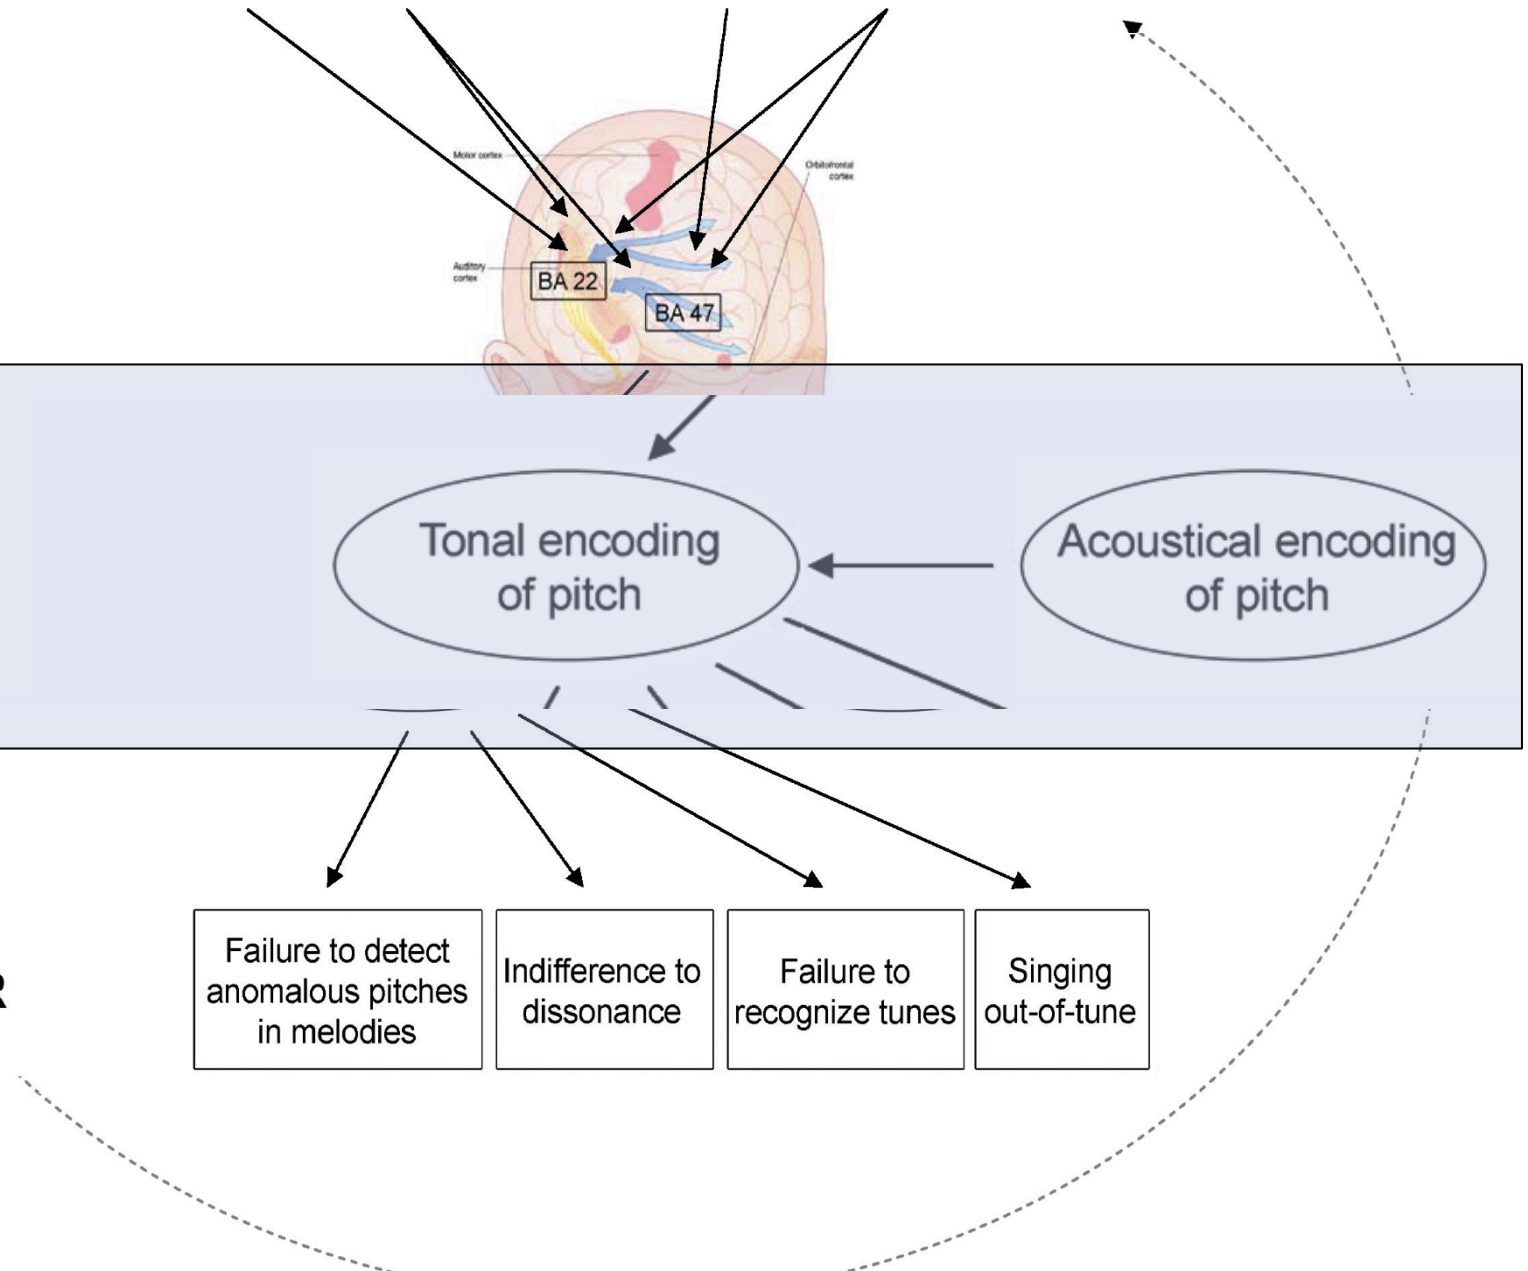 Motor cortex
Orbitofrontal
cortex
Auditory
cortex
BA 22
BA 47
Tonal encoding
of pitch
Acoustical encoding
of pitch
Failure to detect
anomalous pitches
in melodies
Indifference to
dissonance
Failure to
recognize tunes
Singing
out-of-tune
R